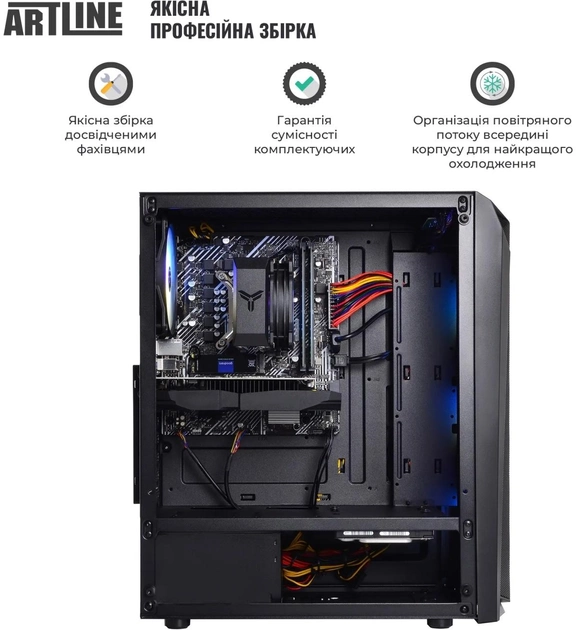 ARTLINE
ЯКІСНА
ПРОФЕСІЙНА ЗБІРКА
Якісна збірка
досвідченими
фахівцями
Гарантія
сумісності
комплектуючих
Організація повітряного
потоку всередині
корпусу для найкращого
охолодження